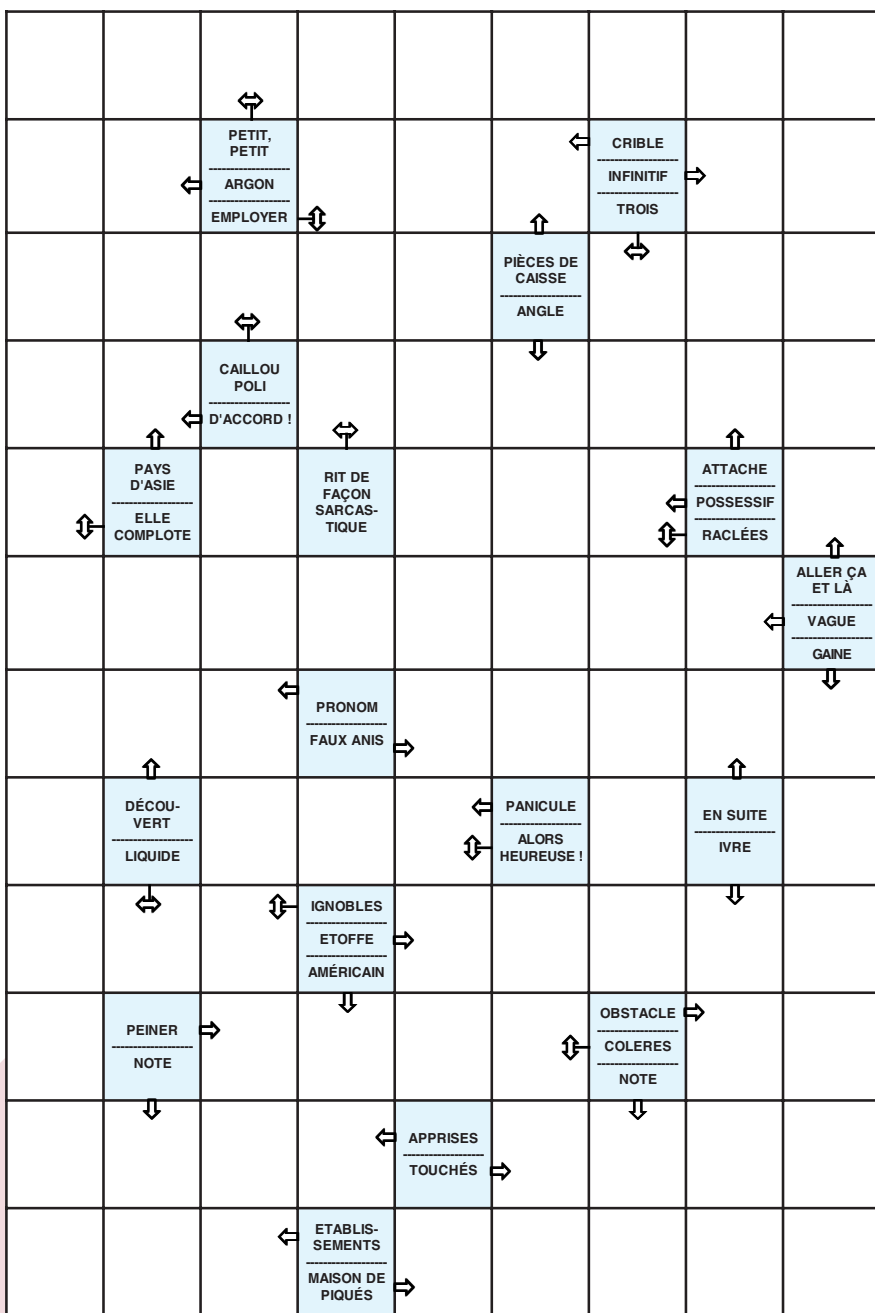 PETIT,
PETIT
ARGON
EMPLOYER
CRIBLE
INFINITIF
TROIS
PIÈCES DE
CAISSE
ANGLE
CAILLOU
POLI
D'ACCORD !
PAYS
D'ASIE
ELLE
COMPLOTE
RIT DE
FAÇON
SARCAS-
TIQUE
ATTACHE
POSSESSIF
RACLÉES
ALLER ÇA
ET LÀ
VAGUE
GAINE
PRONOM
FAUX ANIS
DÉCOU-
VERT
LIQUIDE
PANICULE
ALORS
HEUREUSE !
EN SUITE
IVRE
IGNOBLES
ETOFFE
AMÉRICAIN
PEINER
NOTE
OBSTACLE
COLERES
NOTE
APPRISES
TOUCHÉS
ETABLIS-
SEMENTS
MAISON DE
PIQUÉS